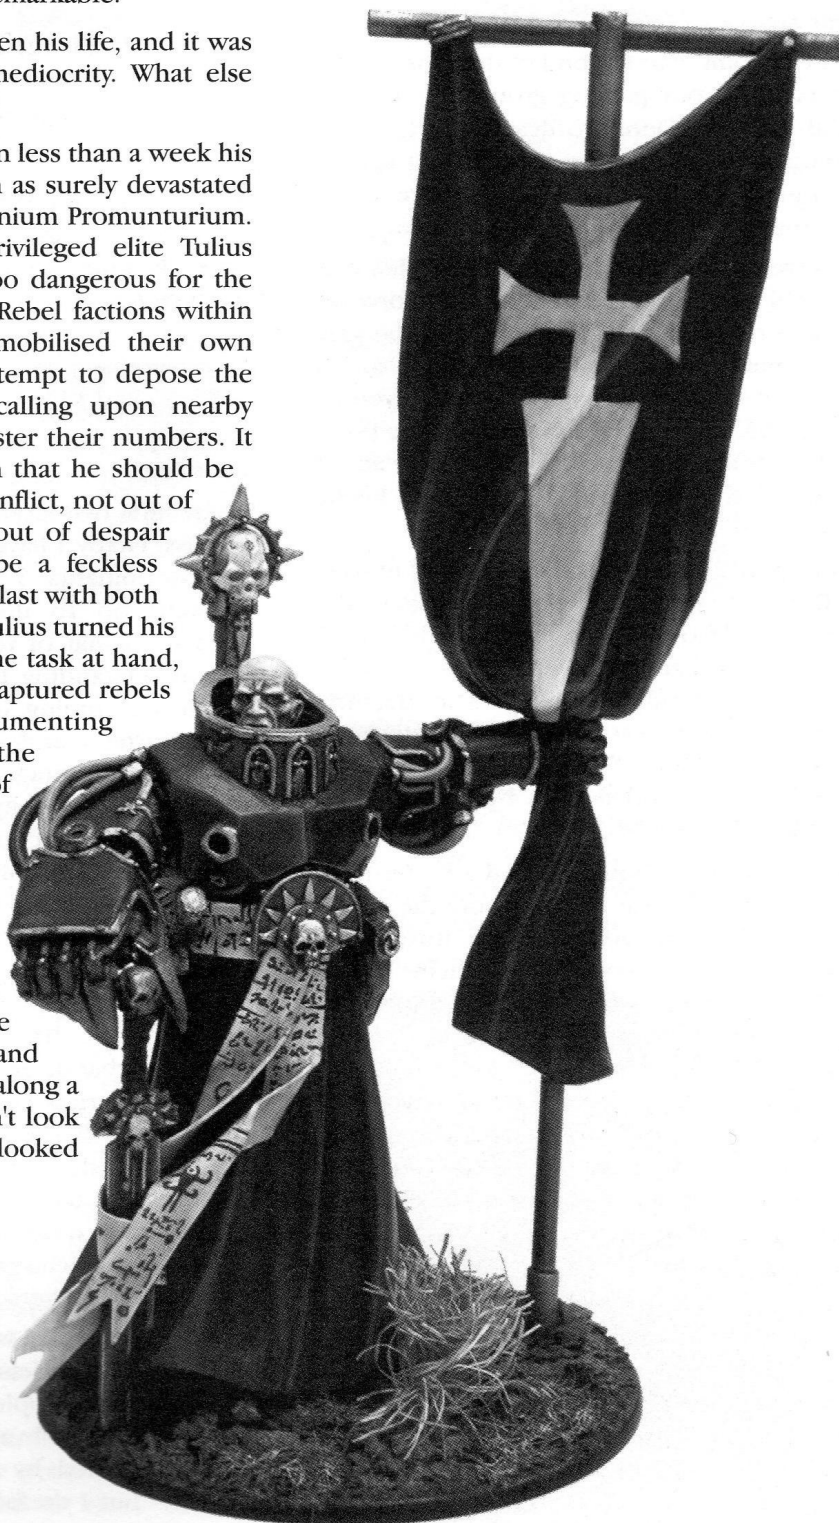 en his life, and it was
mediocrity. What else
n less than a week his
as surely devastated
nium Promunturium.
rivileged elite Tulius
oo dangerous for the
Rebel factions within
mobilised their own
tempt to depose the
calling upon nearby
ster their numbers. It
that he should be
nflict, not out of
out of despair
be a feckless
last with both
ulius turned his
ne task at hand,
aptured rebels
umenting
the
of
e
and
along a
n't look
looked